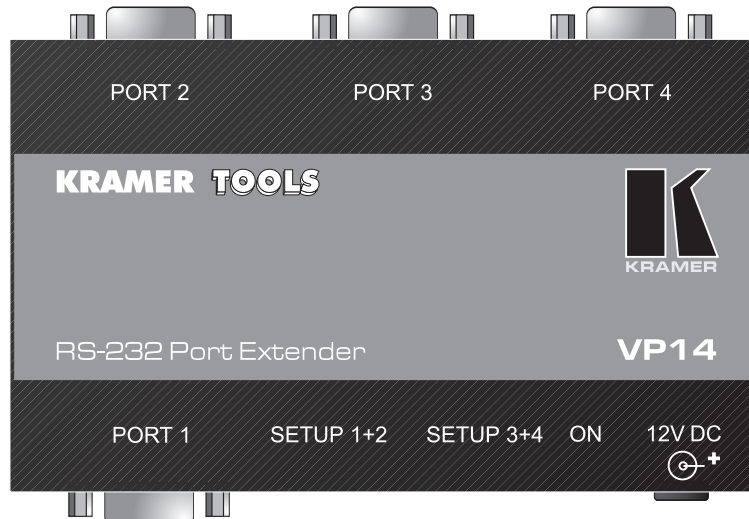 PORT 2 PORT 3 PORT 4
KRAMER TOOLS
KRAMER
RS-232 Port Extender VP14
PORT 1 SETUP 1+2 SETUP 3+4 ON 12V DC
+